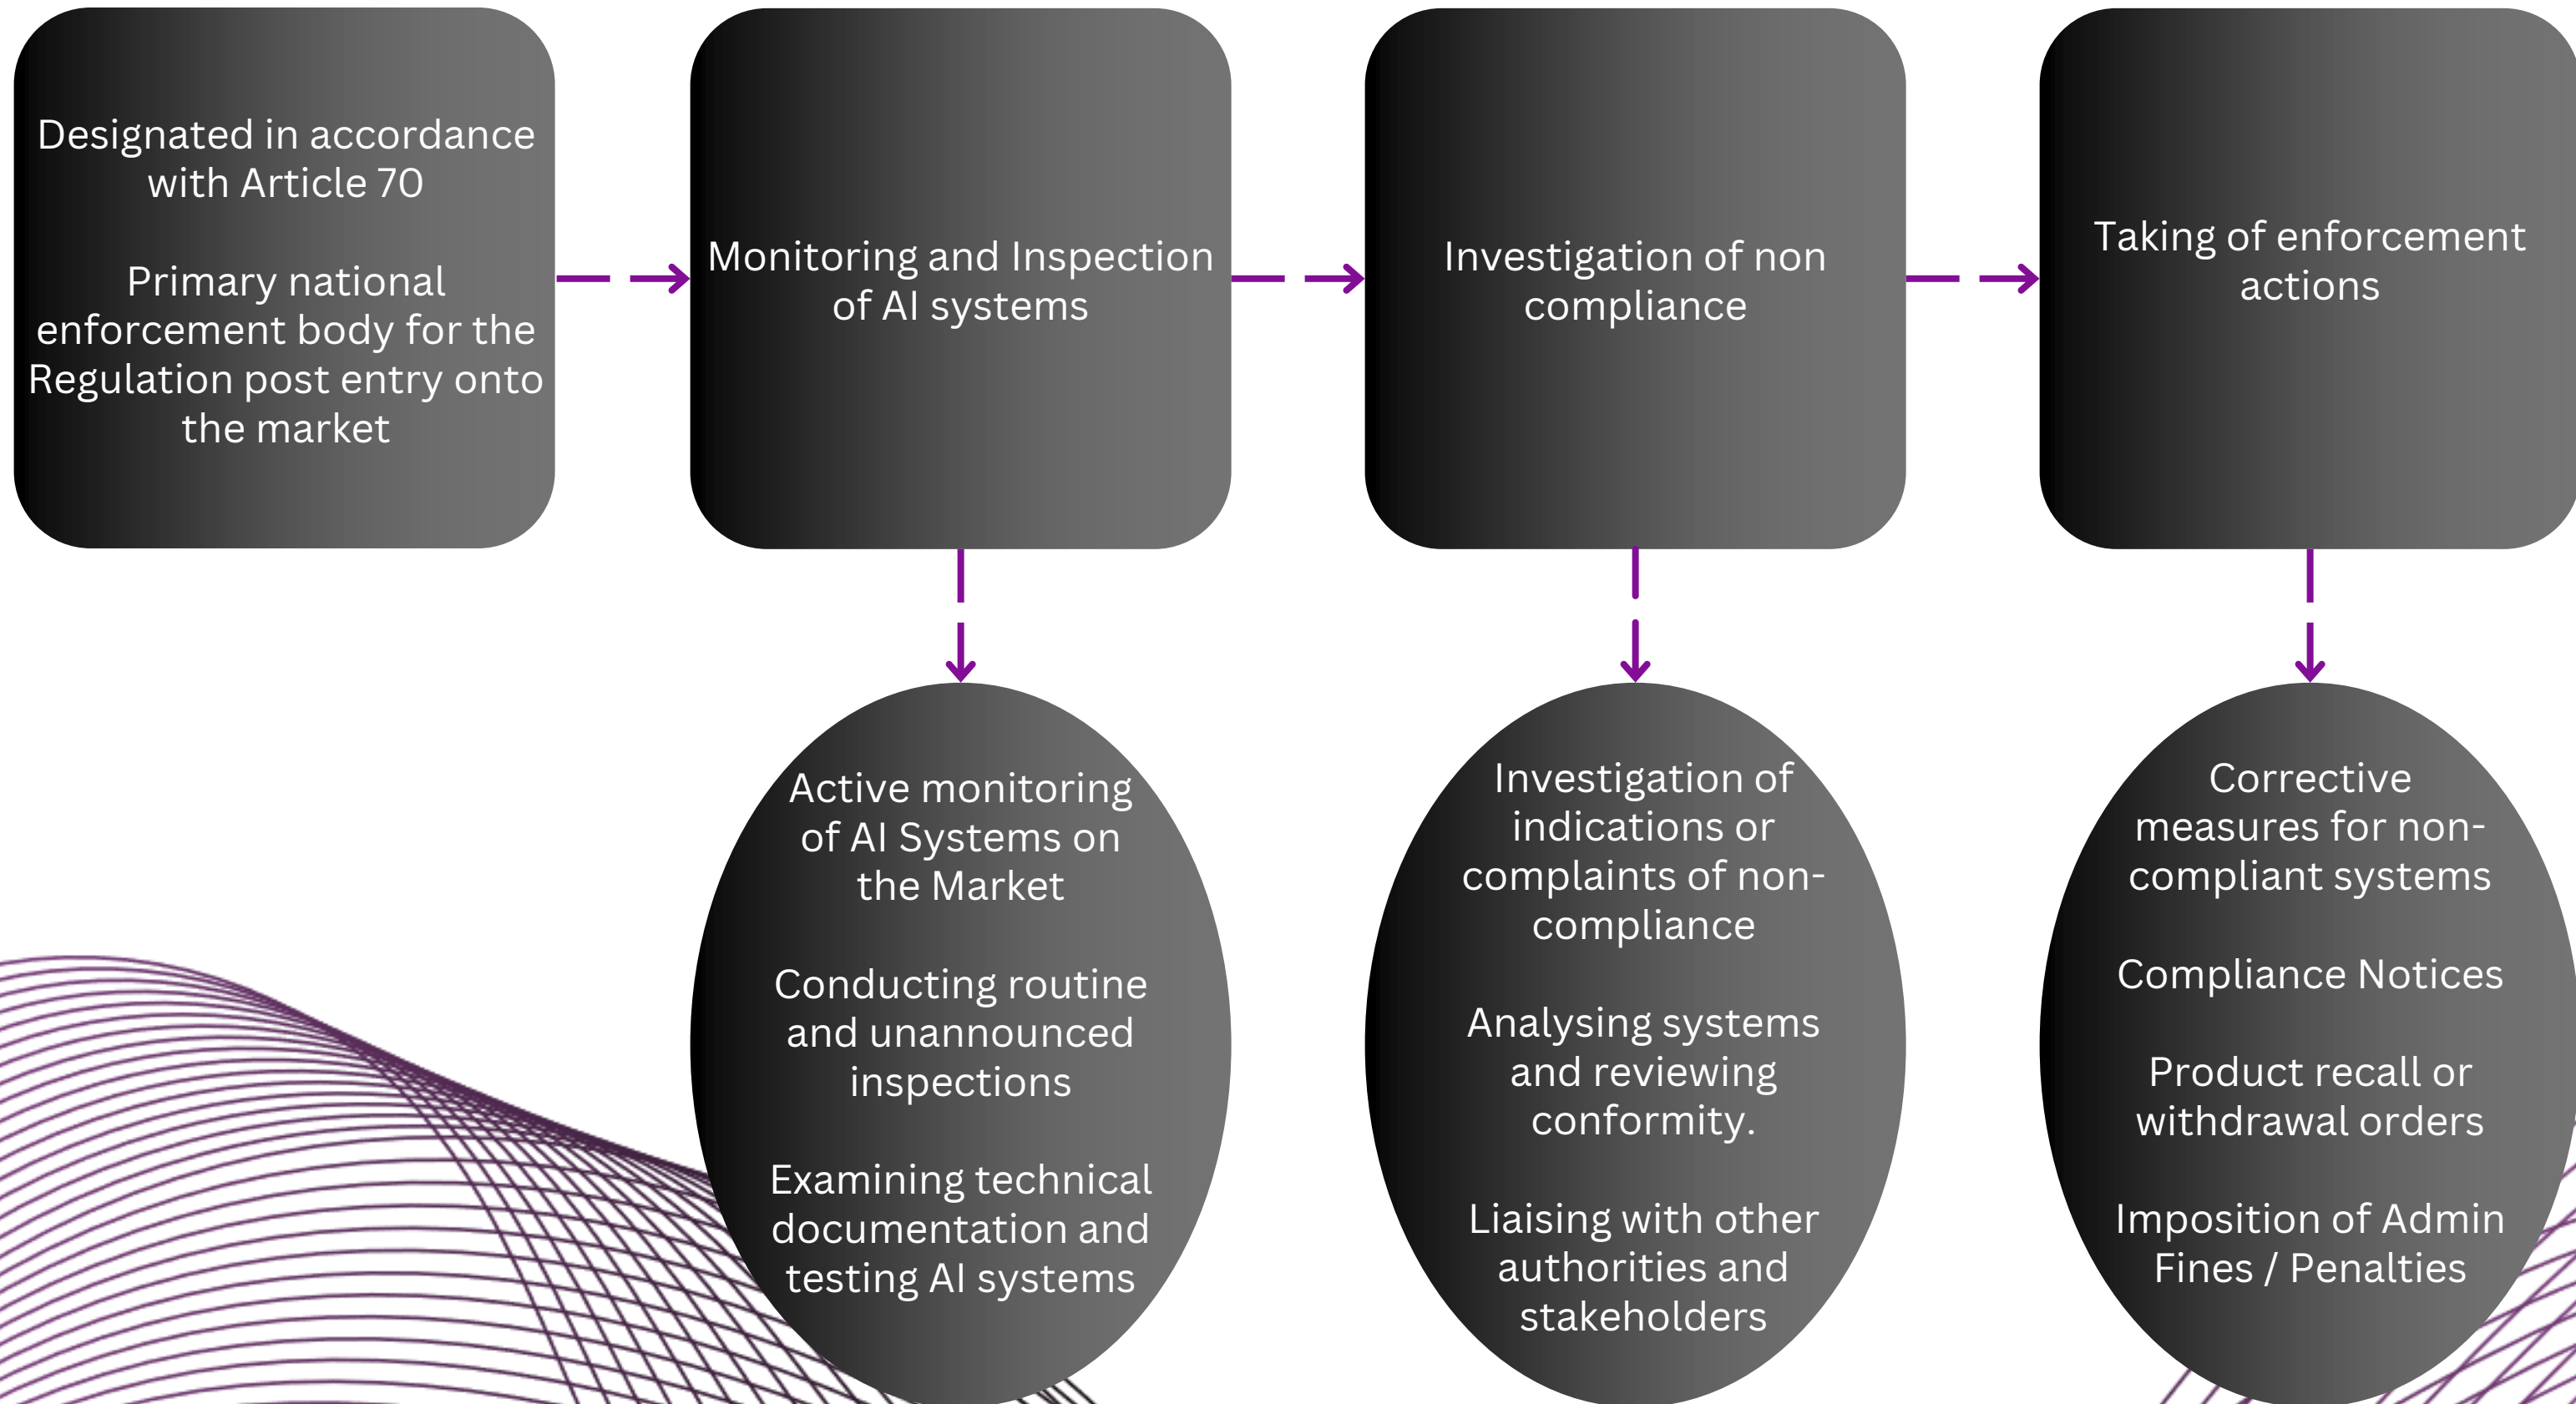 Designated in accordance
with Article 70
Primary national
enforcement body for the
Regulation post entry onto
the market
Monitoring and Inspection
of AI systems
Investigation of non
compliance
Taking of enforcement
actions
Active monitoring
of AI Systems on
the Market
Conducting routine
and unannounced
inspections
Examining technical
documentation and
testing AI systems
Investigation of
indications or
complaints of non-
compliance
Analysing systems
and reviewing
conformity.
Liaising with other
authorities and
stakeholders
Corrective
measures for non-
compliant systems
Compliance Notices
Product recall or
withdrawal orders
Imposition of Admin
Fines / Penalties